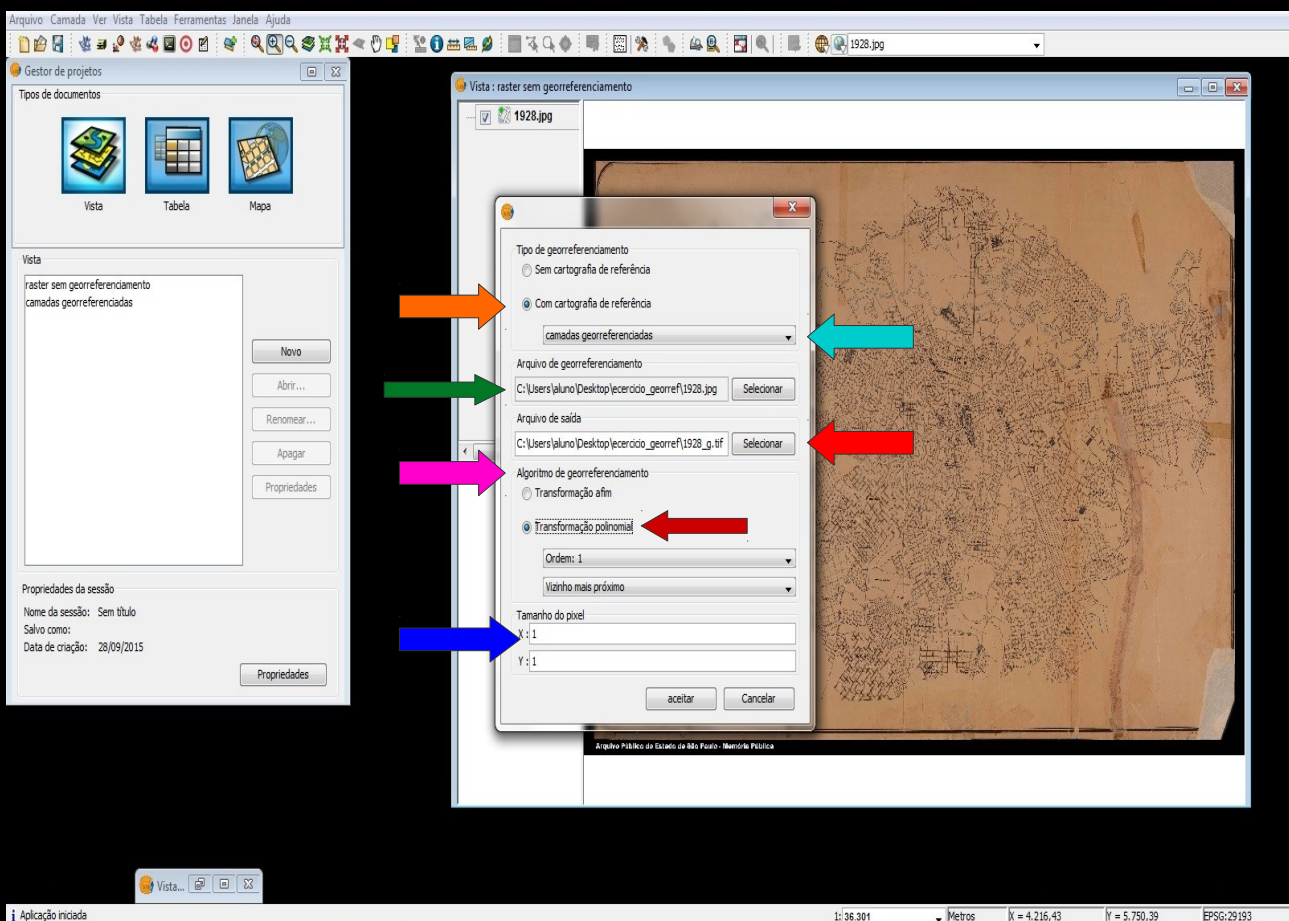 Arquivo Camada Ver Vista Tabela Ferramentas Janela Ajuda
1928.jpg
Gestor de projetos
Tipos de documentos
Vista Tabela Mapa
Vista
raster sem georreferenciamento
camadas georreferenciadas
Novo
Abrir...
Renomear...
Apagar
Propriedades
Propriedades da sessão
Nome da sessão: Sem título
Salvo como:
Data de criação: 28/09/2015
Propriedades
Vista : raster sem georreferenciamento
1928.jpg
Tipo de georreferenciamento
Sem cartografia de referência
Com cartografia de referência
camadas georreferenciadas
Arquivo de georreferenciamento
C:\Users\aluno\Desktop\ecercicio_georref\1928.jpg Selecionar
Arquivo de saída
C:\Users\aluno\Desktop\ecercicio_georref\1928_g.tif Selecionar
Algoritmo de georreferenciamento
Transformação afim
Transformação polinomial
Ordem: 1
Vizinho mais próximo
Tamanho do pixel
X : 1
Y : 1
aceitar Cancelar
Arquivo Público do Estado de São Paulo - Memória Pública
Vista...
Aplicação iniciada 1: 36.301 Metros X = 4.216,43 Y = 5.750,39 EPSG:29193